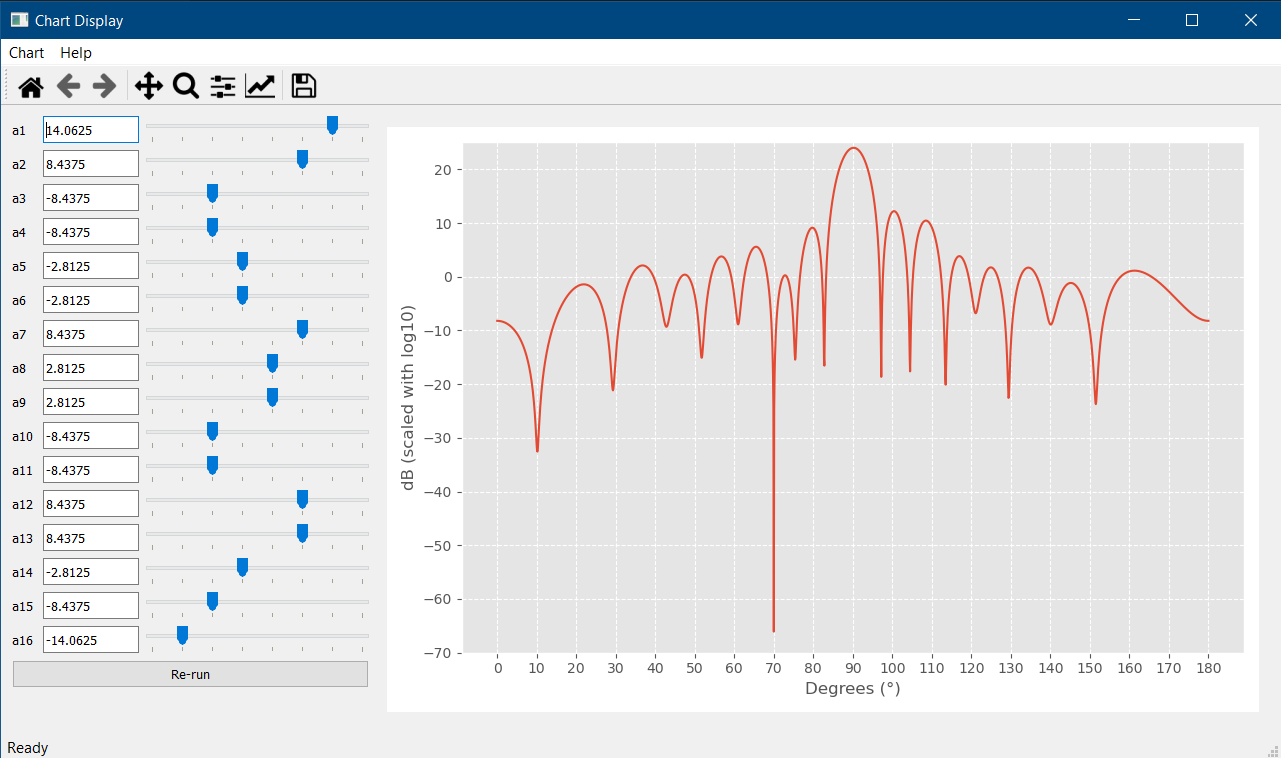 Chart Display
Chart Help
a1 14.0625
a2 8.4375
a3 -8.4375
a4 -8.4375
a5 -2.8125
a6 -2.8125
a7 8.4375
a8 2.8125
a9 2.8125
a10 -8.4375
a11 -8.4375
a12 8.4375
a13 8.4375
a14 -2.8125
a15 -8.4375
a16 -14.0625
Re-run
dB (scaled with log10)
20
10
0
−10
−20
−30
−40
−50
−60
−70
0 10 20 30 40 50 60 70 80 90 100 110 120 130 140 150 160 170 180
Degrees (°)
Ready